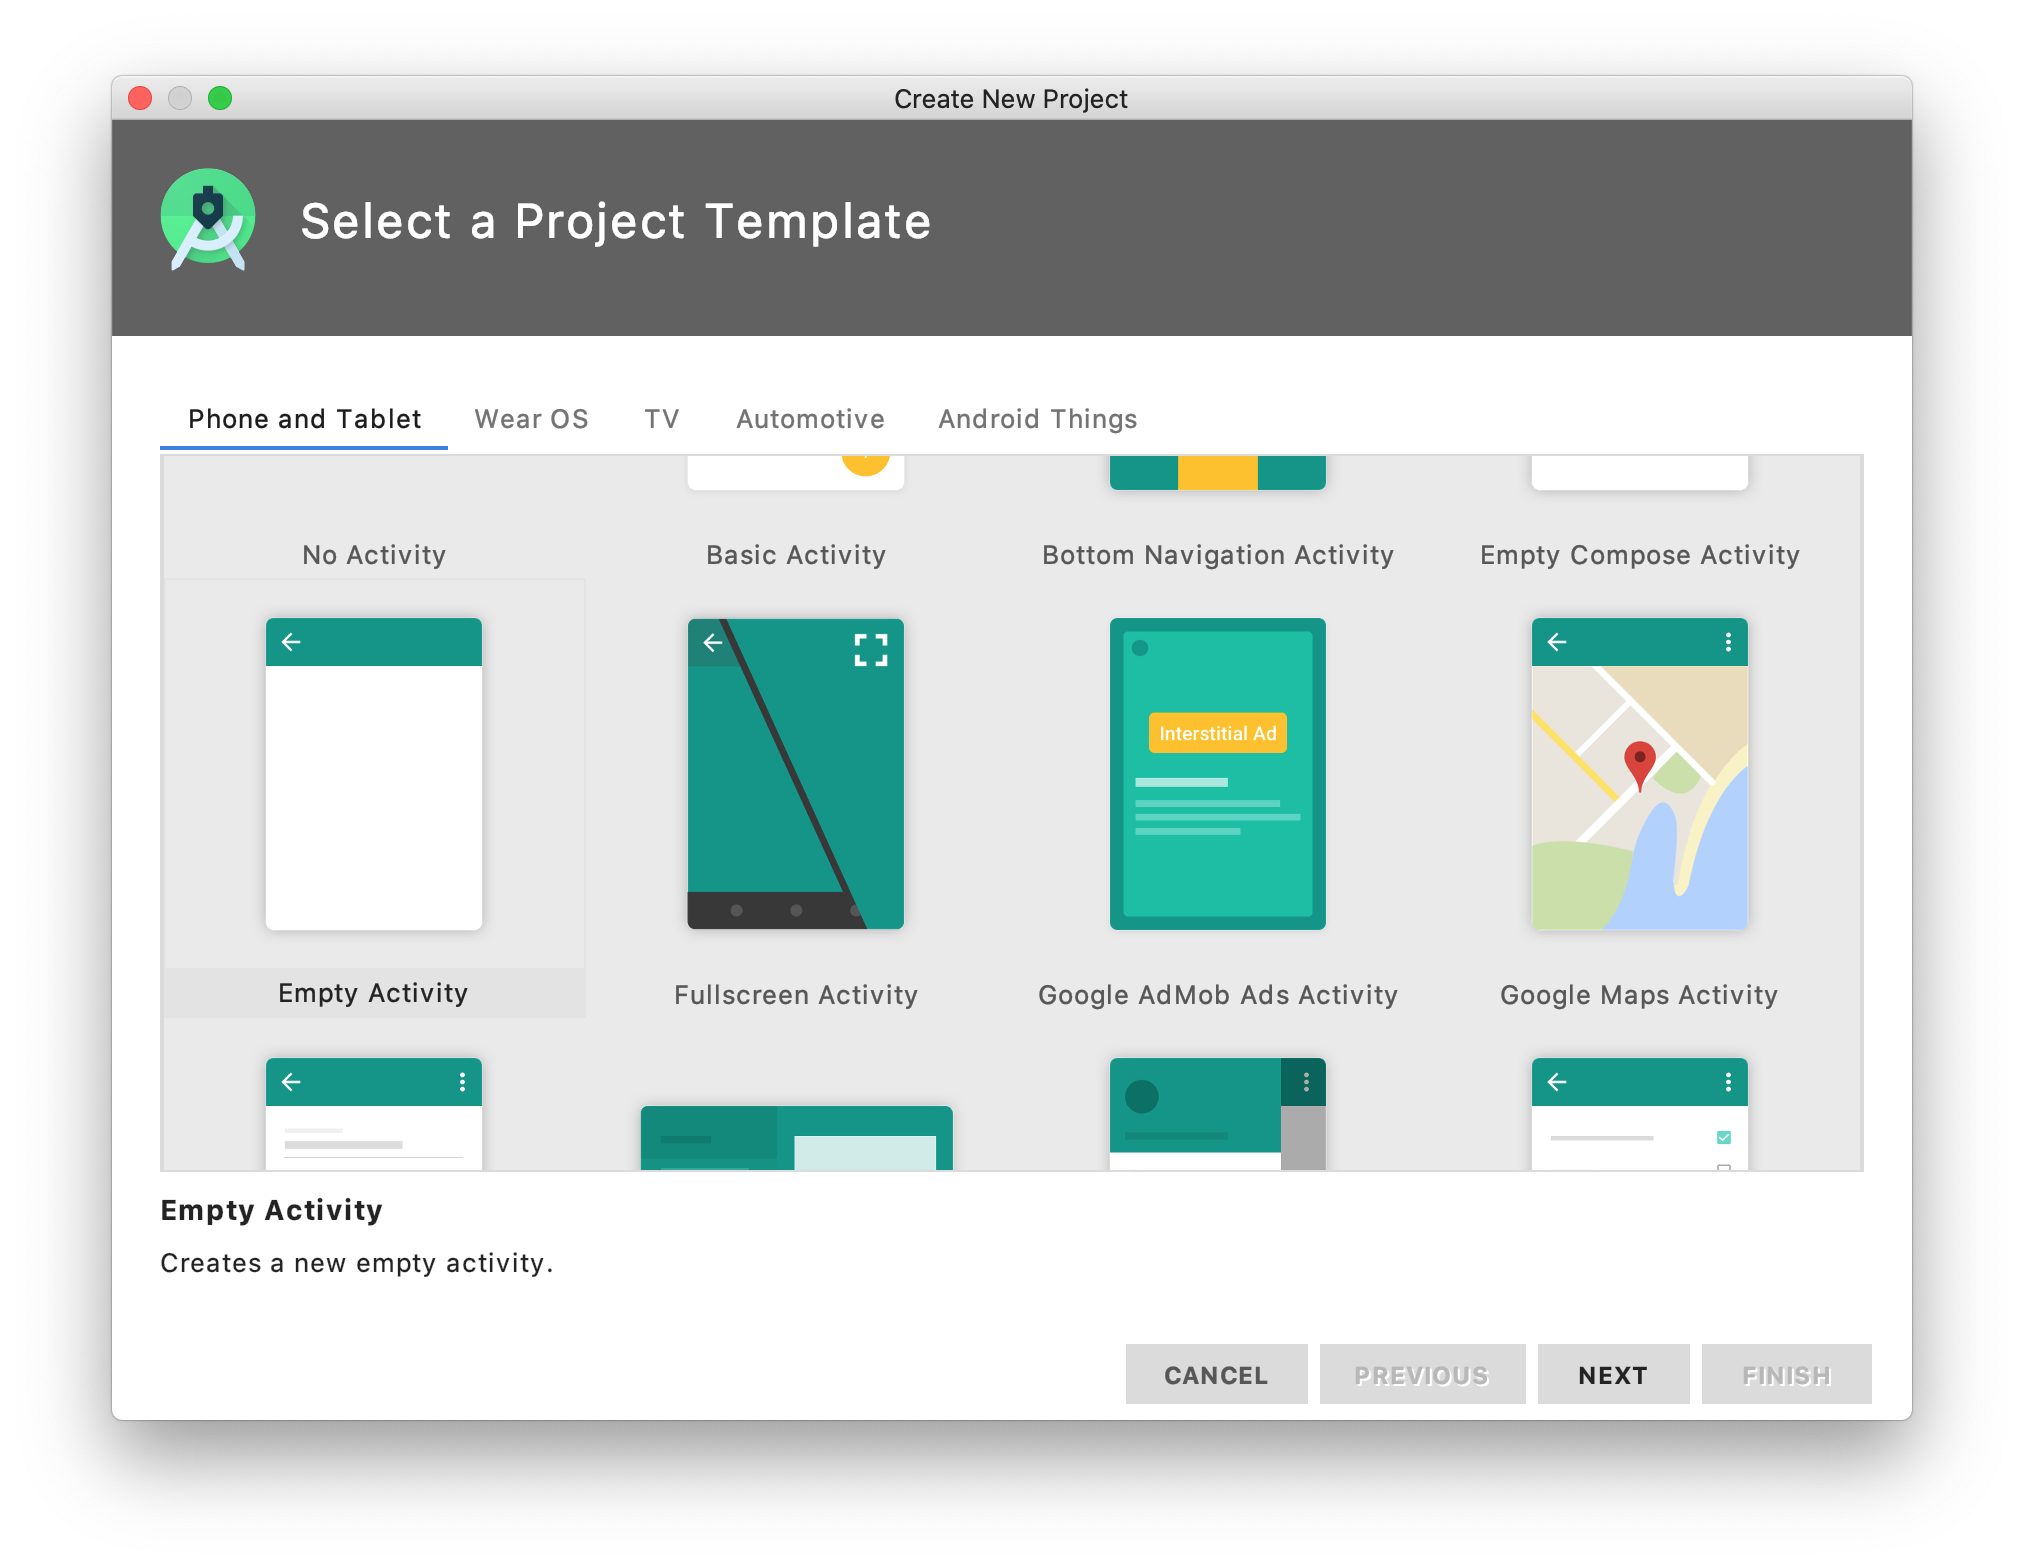 Create New Project
Select a Project Template
Phone and Tablet Wear OS TV Automotive Android Things
No Activity Basic Activity Bottom Navigation Activity Empty Compose Activity
Interstitial Ad
Empty Activity Fullscreen Activity Google AdMob Ads Activity Google Maps Activity
Empty Activity
Creates a new empty activity.
CANCEL PREVIOUS NEXT FINISH